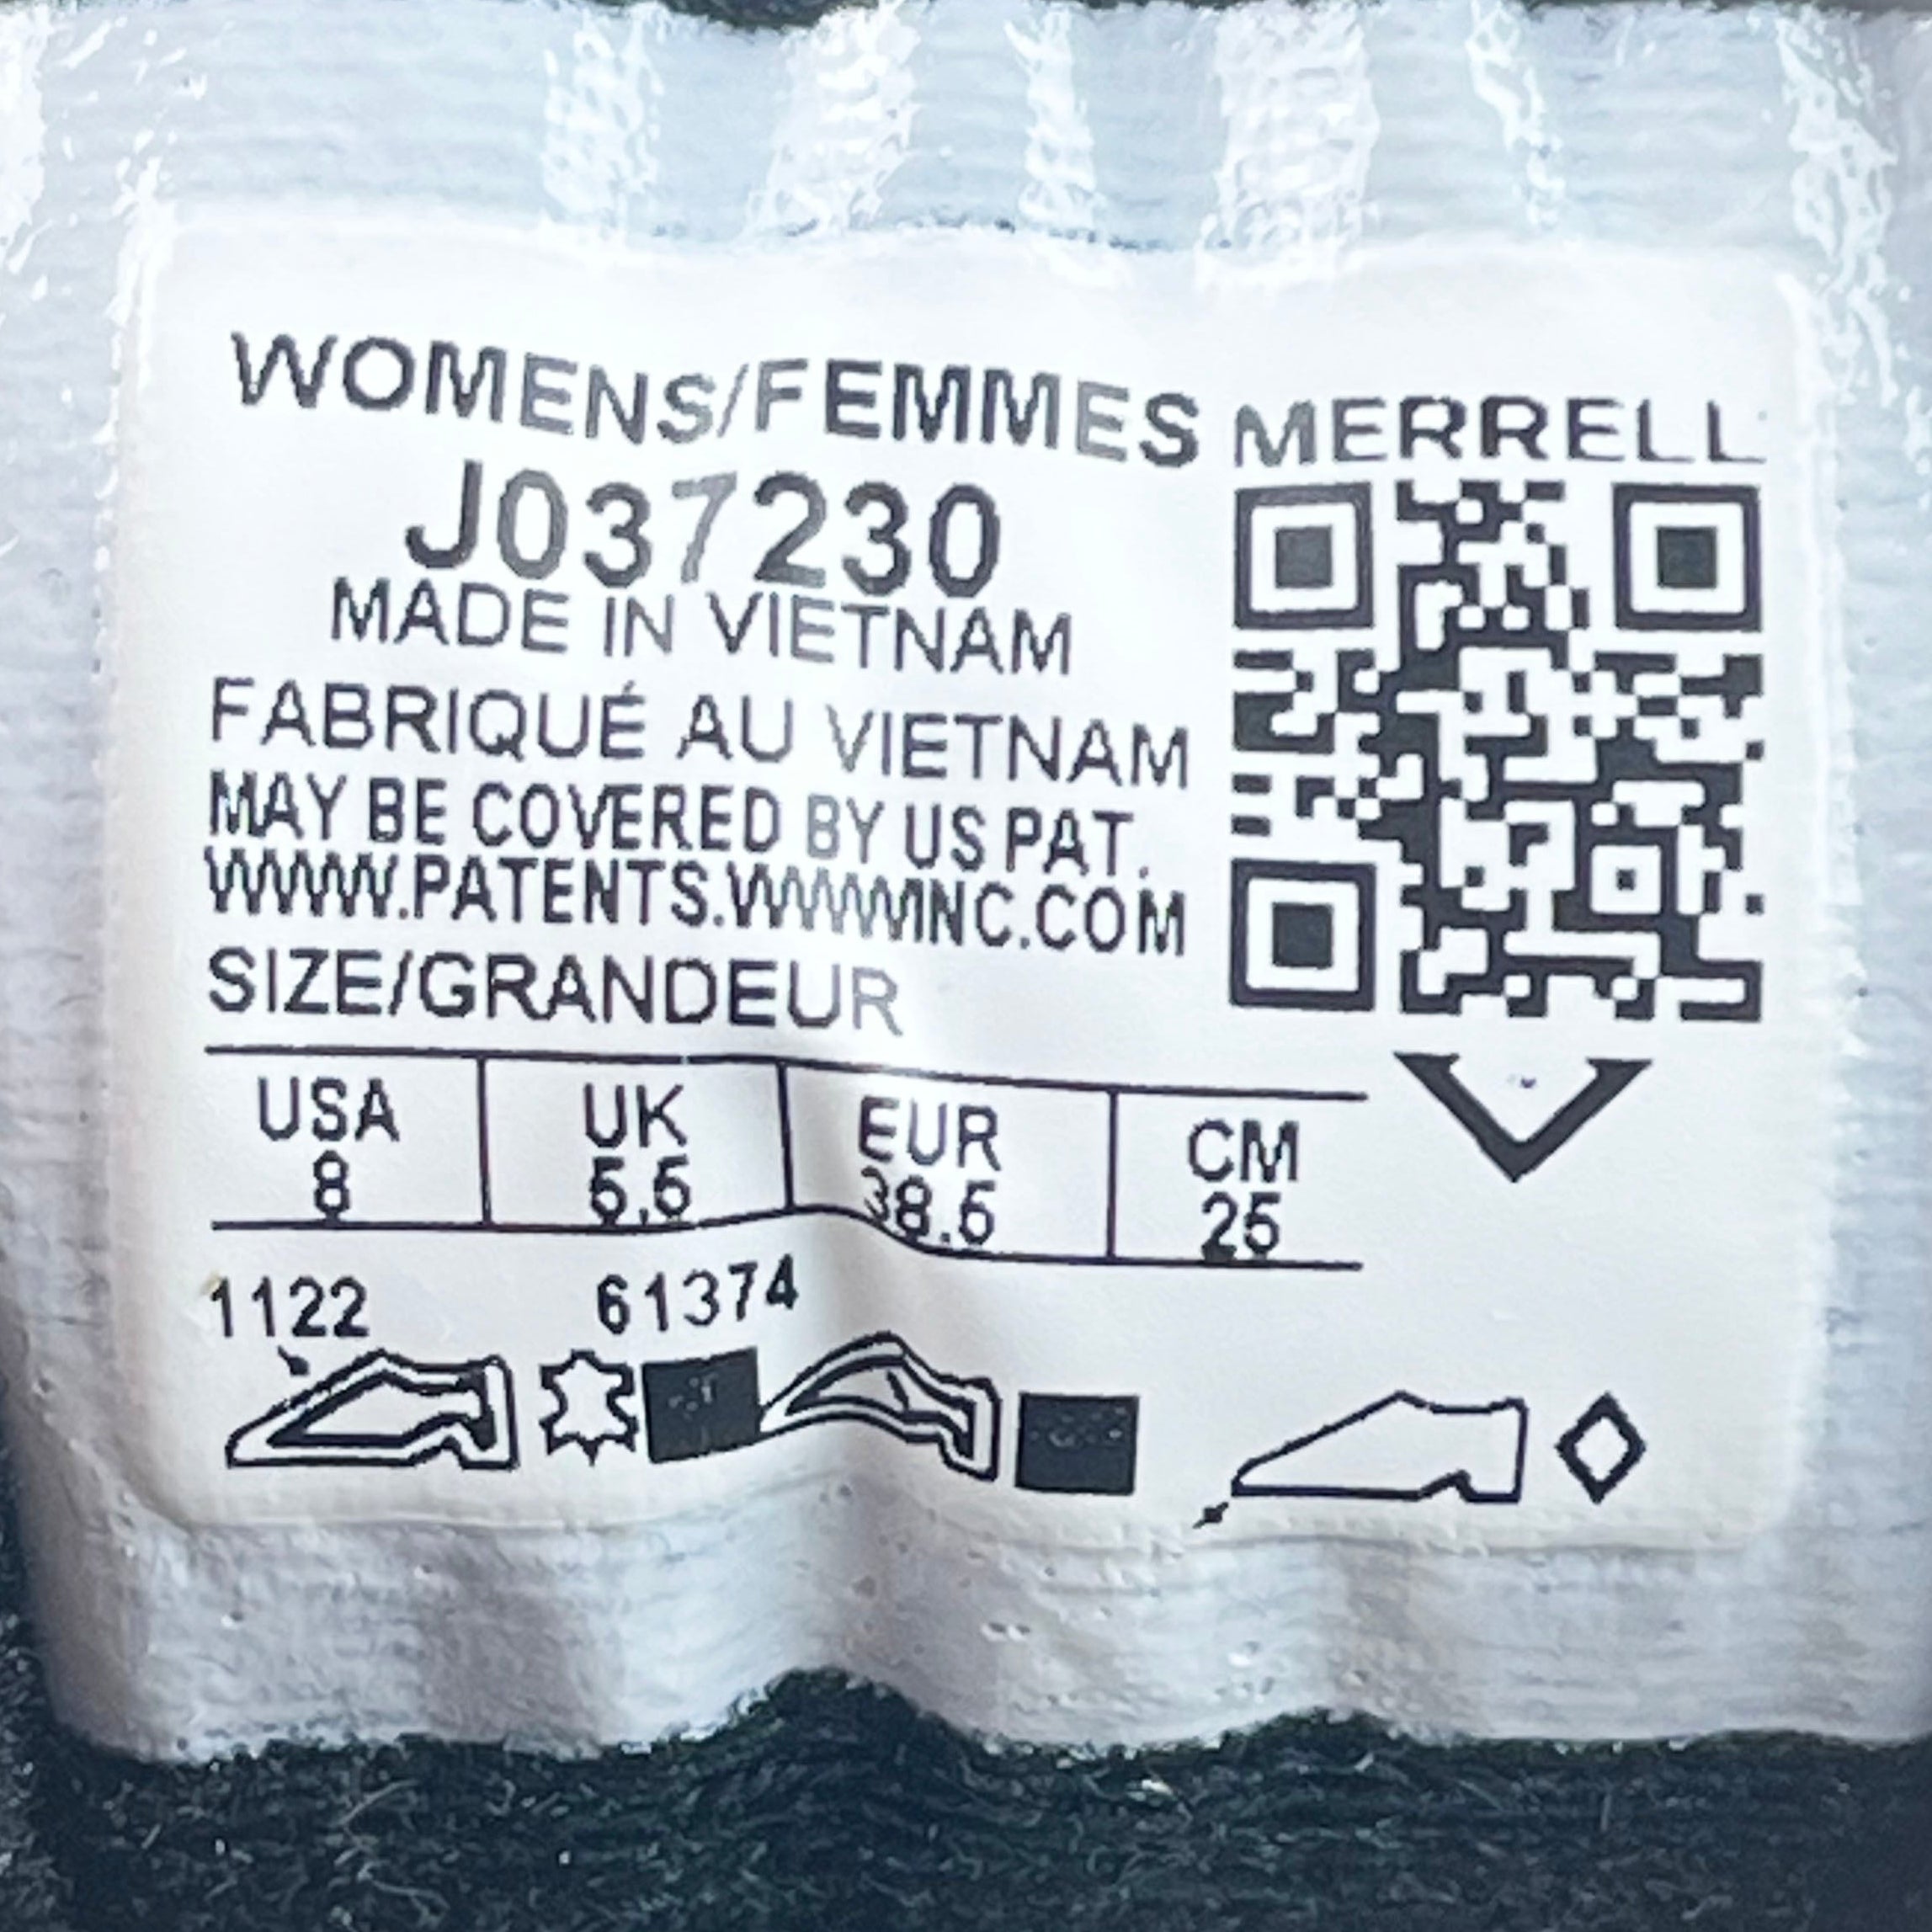 WOMENS/FEMMES
MERRELL
J037230
MADE IN VIETNAM
FABRIQUÉ AU VIETNAM
MAY BE COVERED BY US PAT.
WWW.PATENTS.WWWINC.COM
SIZE/GRANDEUR
USA UK EUR CM
8 5.5 38.5 25
1122 61374